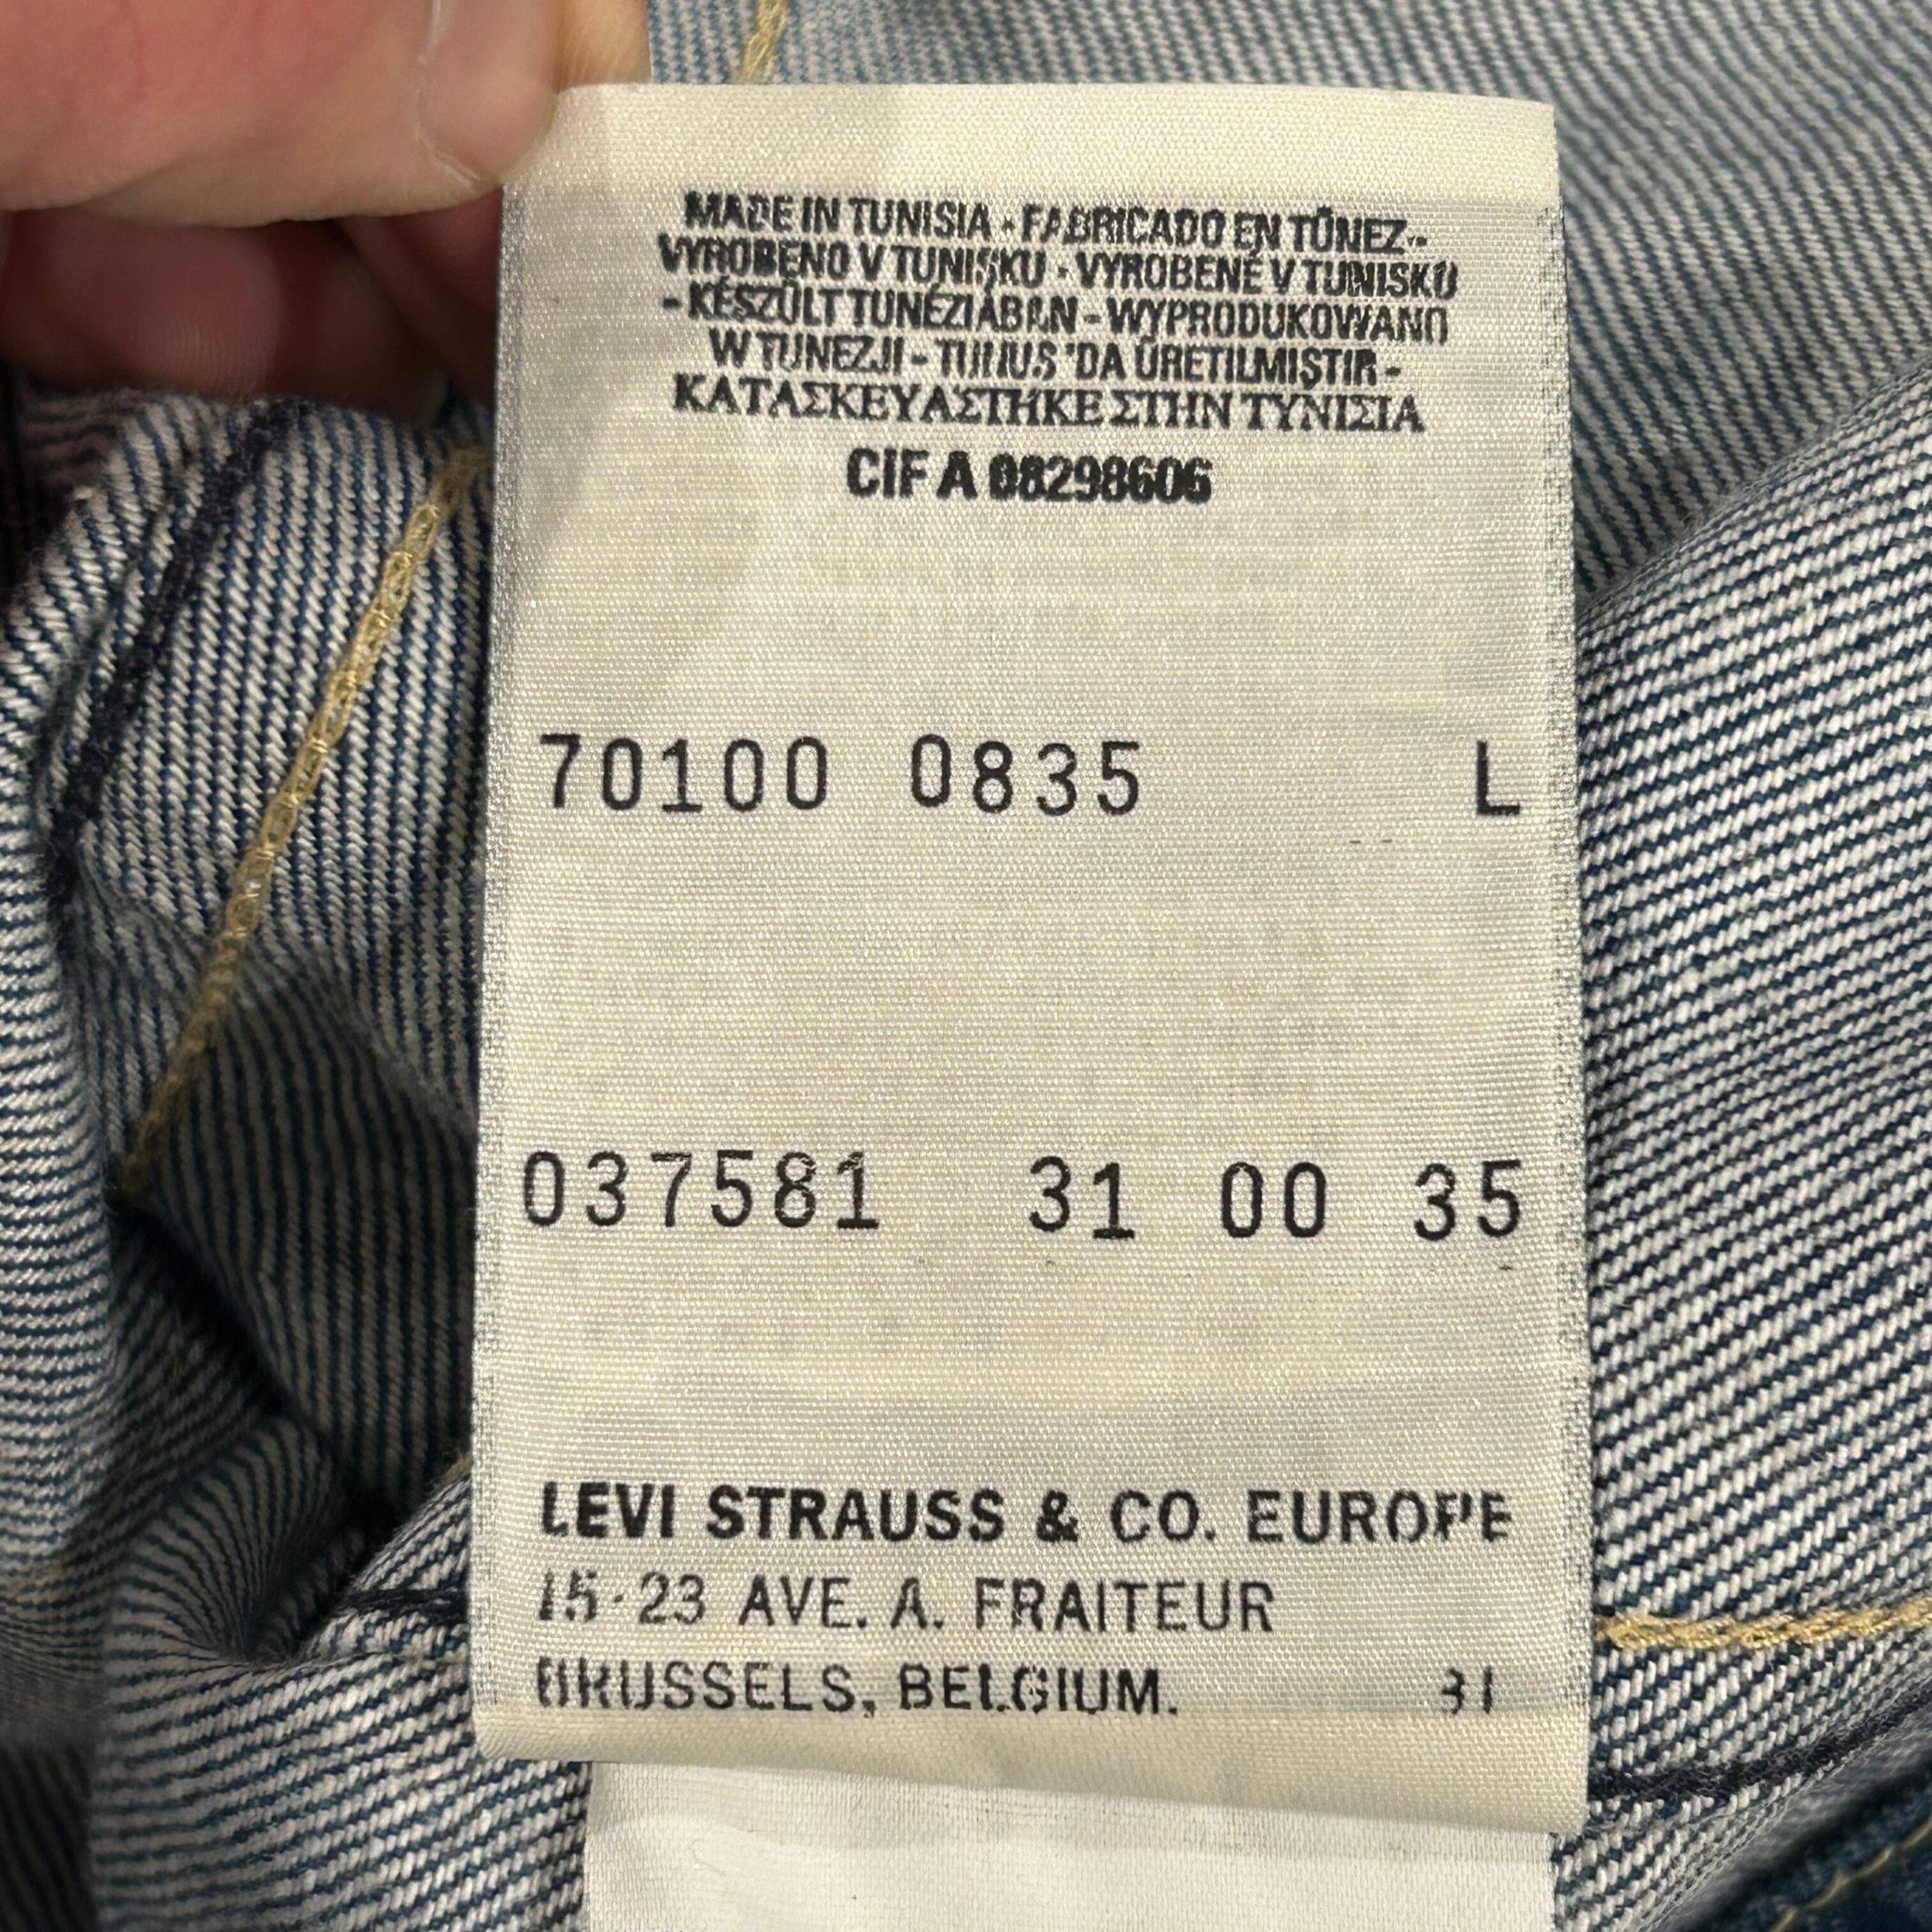 MADE IN TUNISIA - FABRICADO EN TÚNEZ -
VYROBENO V TUNISKU - VYROBENÉ V TUNISKU
- KÉSZÜLT TUNÉZIÁBAN - WYPRODUKOWANO
W TUNEZJI - TUNUS 'DA ÜRETILMIŞTIR -
ΚΑΤΑΣΚΕΥΑΣΤΗΚΕ ΣΤΗΝ ΤΥΝΙΣΙΑ
CIF A 08298606
70100 0835 L
037581 31 00 35
LEVI STRAUSS & CO. EUROPE
15-23 AVE. A. FRAITEUR
BRUSSELS, BELGIUM. 31